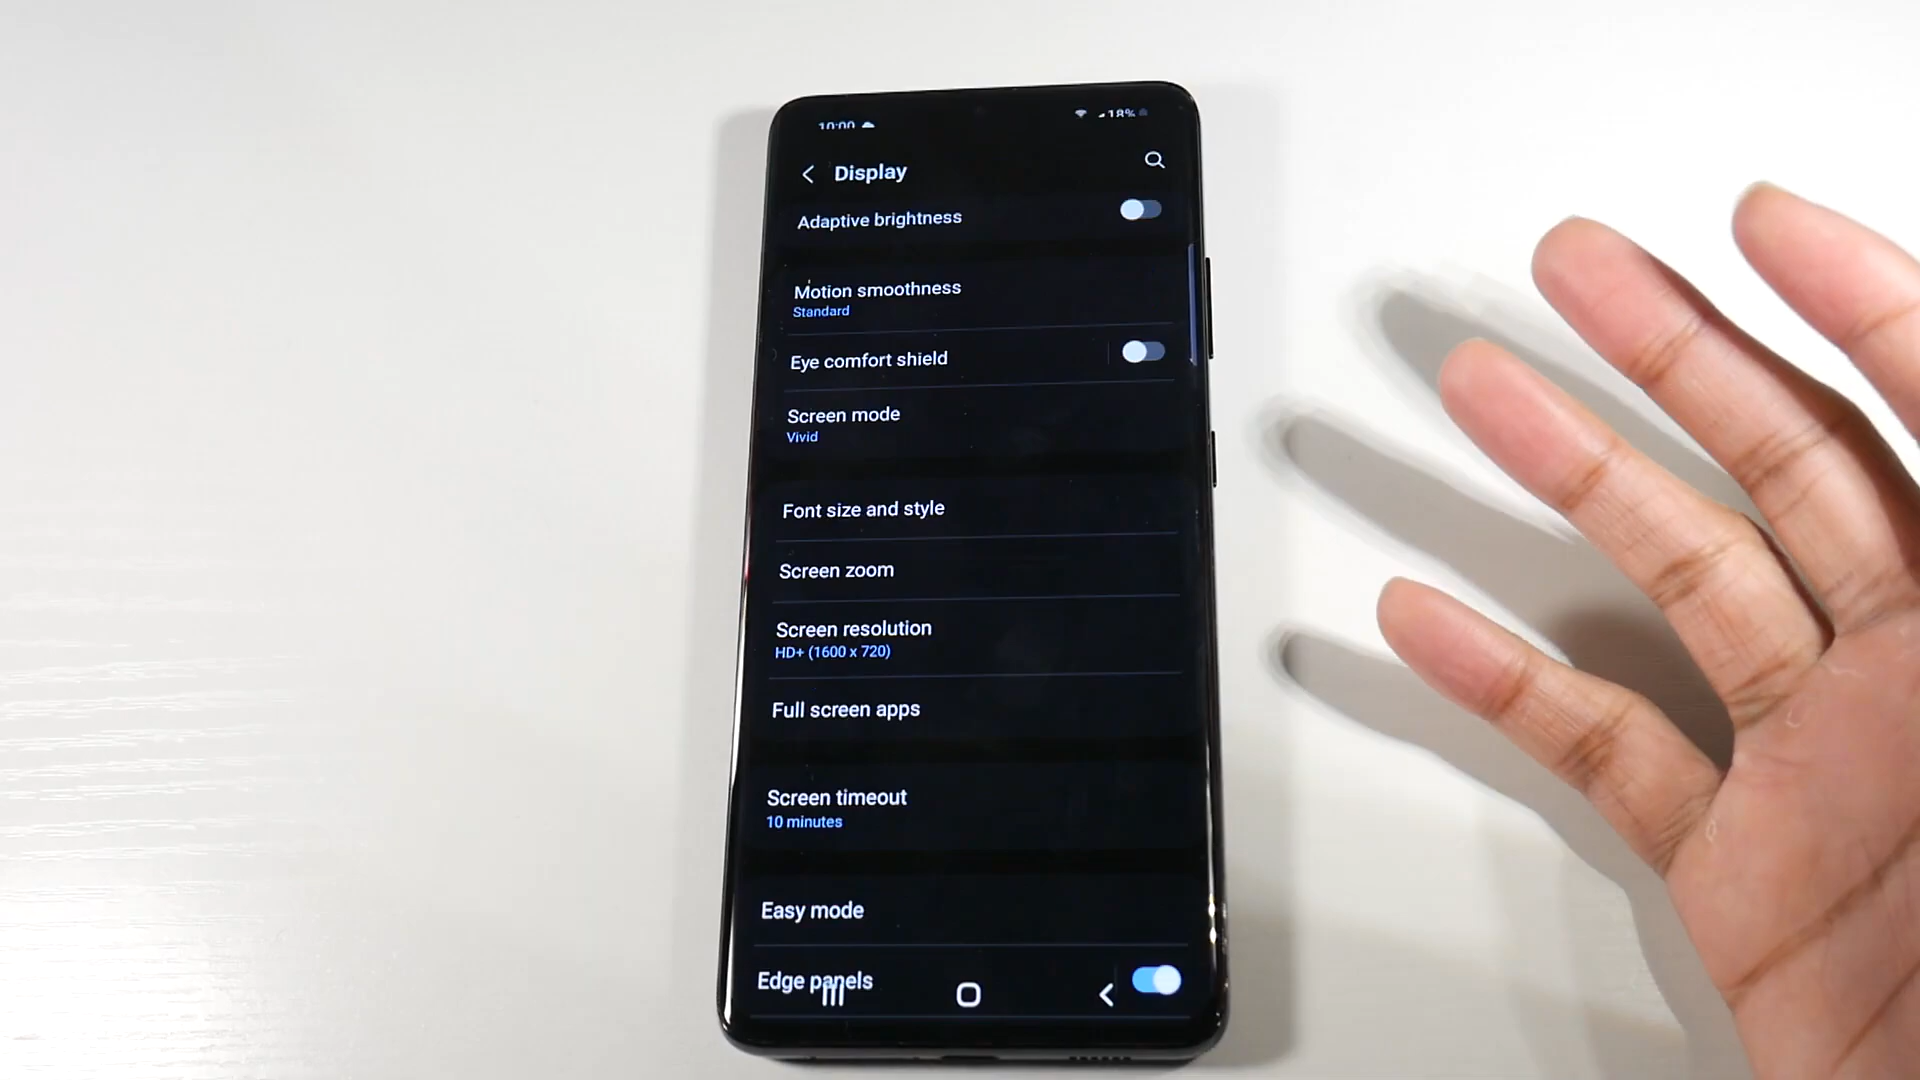 10:00
18%
Display
Adaptive brightness
Motion smoothness
Standard
Eye comfort shield
Screen mode
Vivid
Font size and style
Screen zoom
Screen resolution
HD+ (1600 x 720)
Full screen apps
Screen timeout
10 minutes
Easy mode
Edge panels